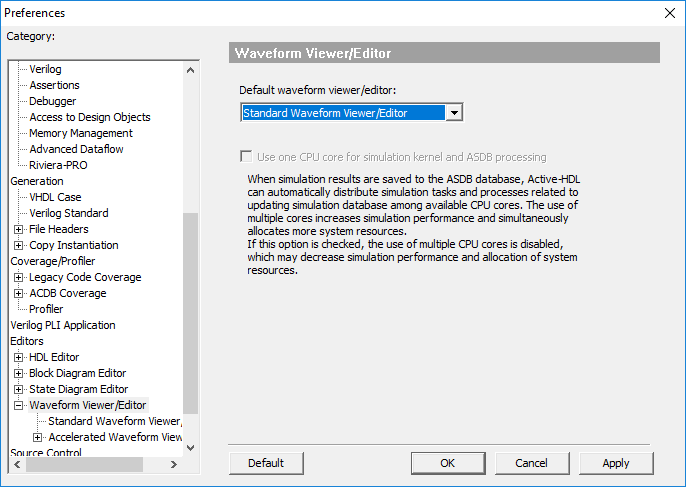 Preferences
Category:
Verilog
Assertions
Debugger
Access to Design Objects
Memory Management
Advanced Dataflow
Riviera-PRO
Generation
VHDL Case
Verilog Standard
File Headers
Copy Instantiation
Coverage/Profiler
Legacy Code Coverage
ACDB Coverage
Profiler
Verilog PLI Application
Editors
HDL Editor
Block Diagram Editor
State Diagram Editor
Waveform Viewer/Editor
Standard Waveform Viewer,
Accelerated Waveform View
Source Control
Waveform Viewer/Editor
Default waveform viewer/editor:
Standard Waveform Viewer/Editor
Use one CPU core for simulation kernel and ASDB processing
When simulation results are saved to the ASDB database, Active-HDL
can automatically distribute simulation tasks and processes related to
updating simulation database among available CPU cores. The use of
multiple cores increases simulation performance and simultaneously
allocates more system resources.
If this option is checked, the use of multiple CPU cores is disabled,
which may decrease simulation performance and allocation of system
resources.
Default
OK
Cancel
Apply